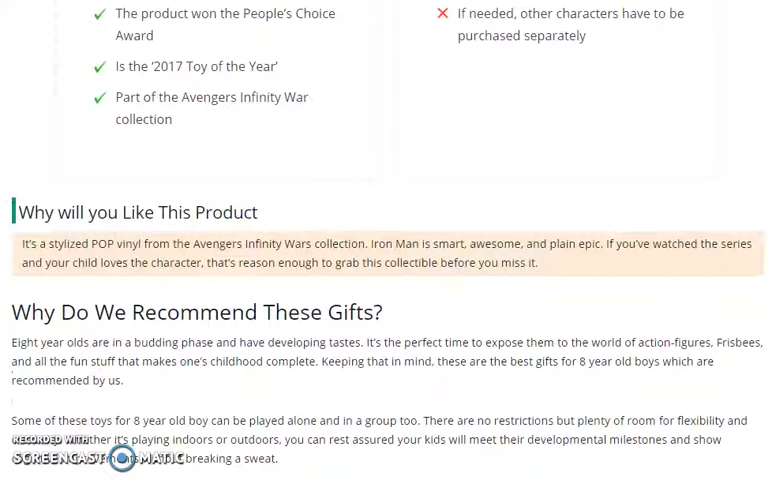 The product won the People's Choice
Award
Is the ‘2017 Toy of the Year’
Part of the Avengers Infinity War
collection
If needed, other characters have to be
purchased separately
Why will you Like This Product
It's a stylized POP vinyl from the Avengers Infinity Wars collection. Iron Man is smart, awesome, and plain epic. If you've watched the series
and your child loves the character, that's reason enough to grab this collectible before you miss it.
Why Do We Recommend These Gifts?
Eight year olds are in a budding phase and have developing tastes. It's the perfect time to expose them to the world of action-figures, Frisbees,
and all the fun stuff that makes one's childhood complete. Keeping that in mind, these are the best gifts for 8 year old boys which are
recommended by us.
Some of these toys for 8 year old boy can be played alone and in a group too. There are no restrictions but plenty of room for flexibility and
it's playing indoors or outdoors, you can rest assured your kids will meet their developmental milestones and show
breaking a sweat.
RECORDED WITH
SCREENCAST MATIC